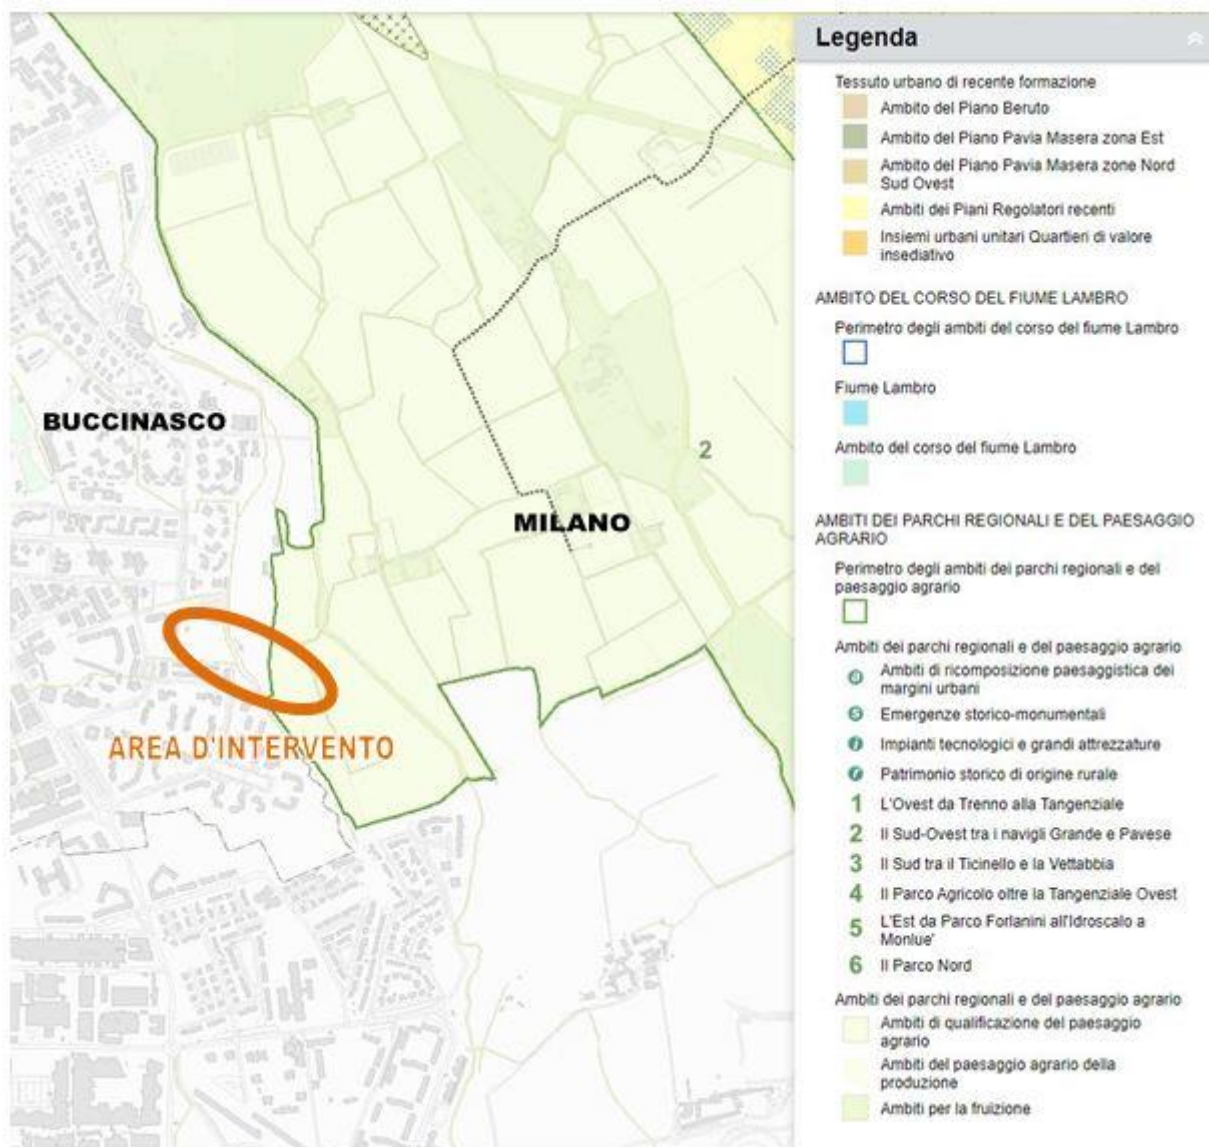 Legenda
Tessuto urbano di recente formazione
Ambito del Piano Beruto
Ambito del Piano Pavia Masera zona Est
Ambito del Piano Pavia Masera zone Nord
Sud Ovest
Ambiti dei Piani Regolatori recenti
Insiemi urbani unitari Quartieri di valore
insediativo
AMBITO DEL CORSO DEL FIUME LAMBRO
Perimetro degli ambiti del corso del fiume Lambro
Fiume Lambro
Ambito del corso del fiume Lambro
AMBITI DEI PARCHI REGIONALI E DEL PAESAGGIO
AGRARIO
Perimetro degli ambiti dei parchi regionali e del
paesaggio agrario
Ambiti dei parchi regionali e del paesaggio agrario
Ambiti di ricomposizione paesaggistica dei
margini urbani
Emergenze storico-monumentali
Impianti tecnologici e grandi attrezzature
Patrimonio storico di origine rurale
1 L'Ovest da Trenno alla Tangenziale
2 Il Sud-Ovest tra i navigli Grande e Pavese
3 Il Sud tra il Ticinello e la Vettabbia
4 Il Parco Agricolo oltre la Tangenziale Ovest
5 L'Est da Parco Forlanini all'Idroscalo a
Monlue'
6 Il Parco Nord
Ambiti dei parchi regionali e del paesaggio agrario
Ambiti di qualificazione del paesaggio
agrario
Ambiti del paesaggio agrario della
produzione
Ambiti per la fruizione
BUCCINASCO
2
MILANO
AREA D'INTERVENTO